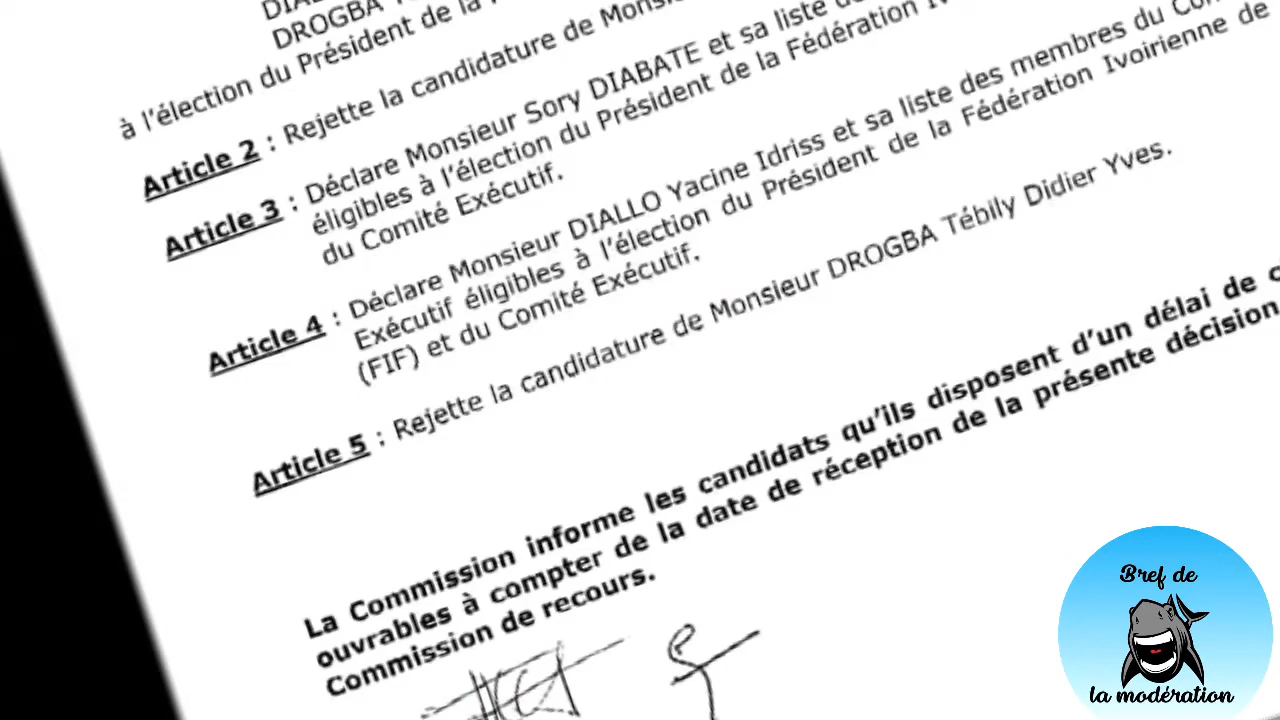 DROGBA
à l'élection du Président de la
Article 2 : Rejette la candidature de
Article 3 : Déclare Monsieur Sory DIABATE et sa liste
éligibles à l'élection du Président de la Fédération
du Comité Exécutif.
Article 4 : Déclare Monsieur DIALLO Yacine Idriss et sa liste des membres du
Exécutif éligibles à l'élection du Président de la Fédération Ivoirienne de
(FIF) et du Comité Exécutif.
Article 5 : Rejette la candidature de Monsieur DROGBA Tébily Didier Yves.
La Commission informe les candidats qu'ils disposent d'un délai de
ouvrables à compter de la date de réception de la présente décision
Commission de recours.
Bref de
la modération